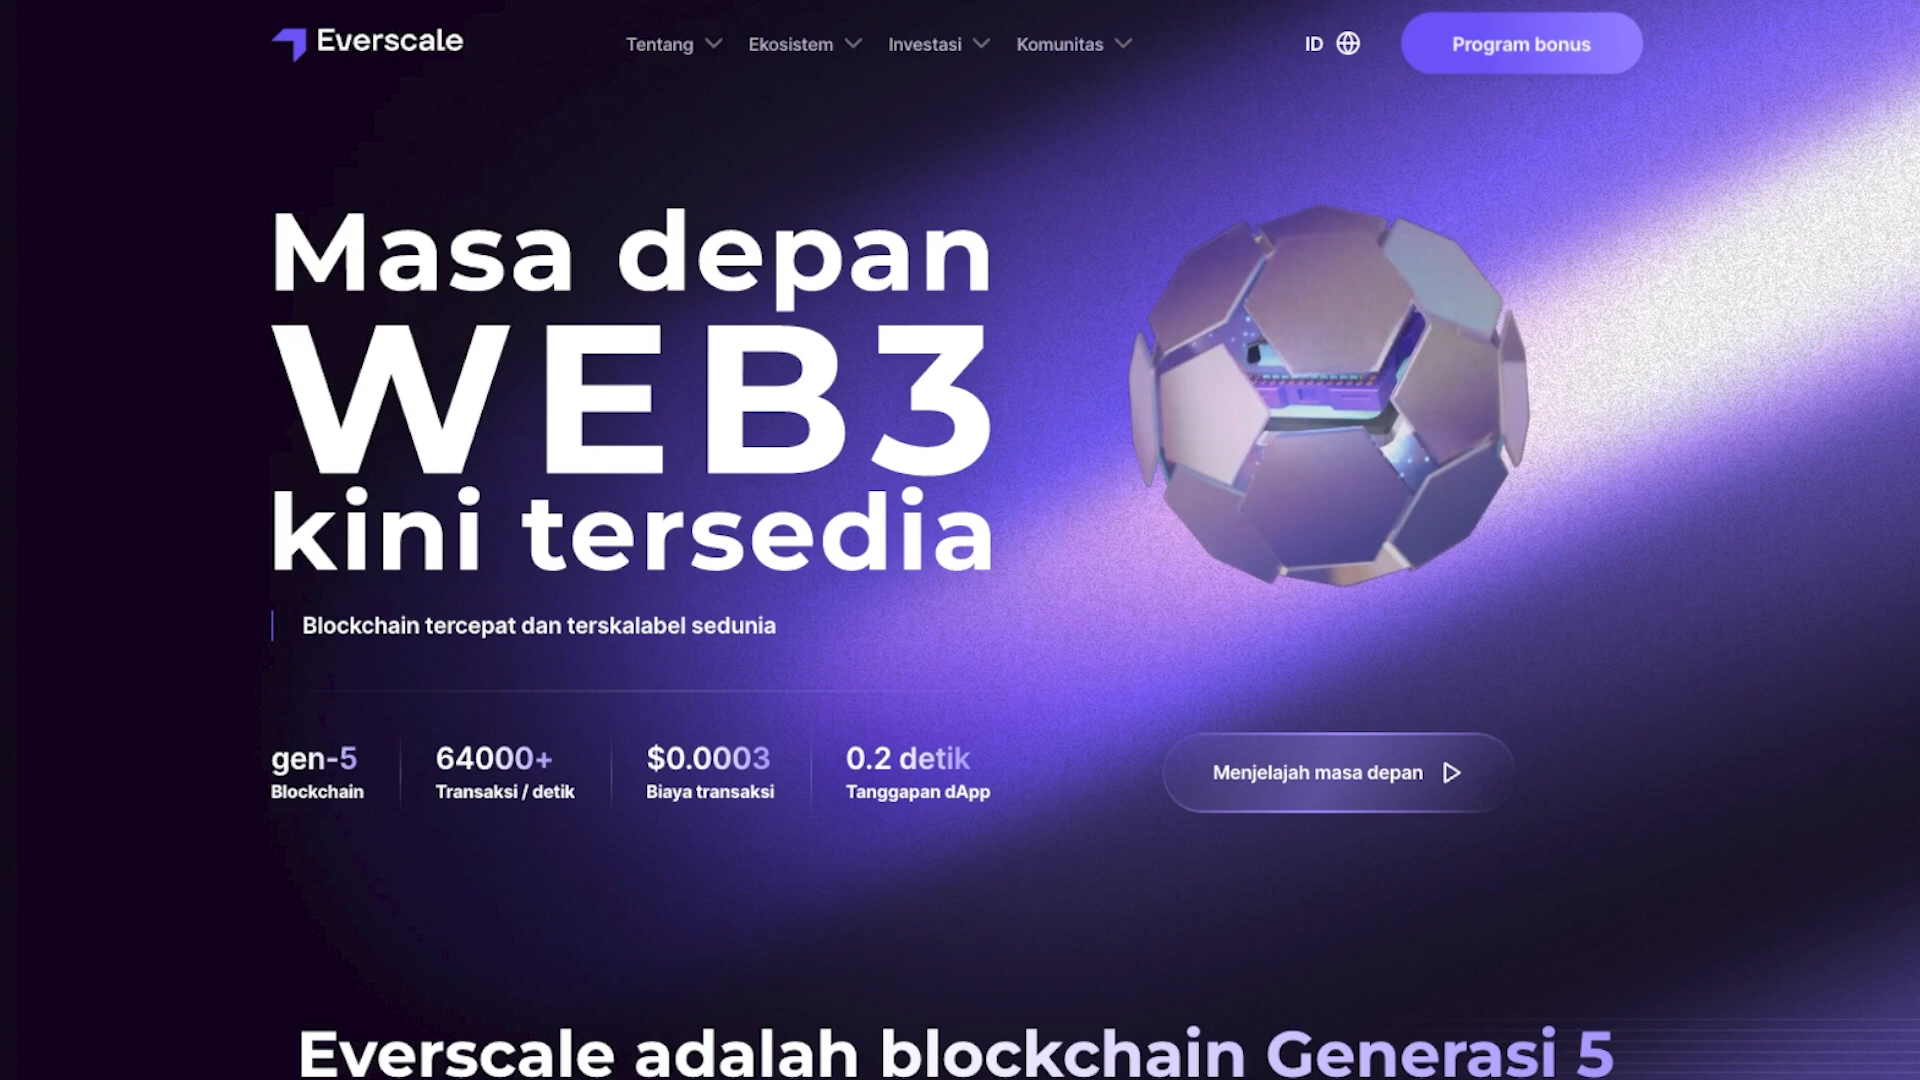 Everscale
Tentang
Ekosistem
Investasi
Komunitas
ID
Program bonus
Masa depan
WEB3
kini tersedia
Blockchain tercepat dan terskalabel sedunia
gen-5
Blockchain
64000+
Transaksi / detik
$0.0003
Biaya transaksi
0.2 detik
Tanggapan dApp
Menjelajah masa depan
Everscale adalah blockchain Generasi 5